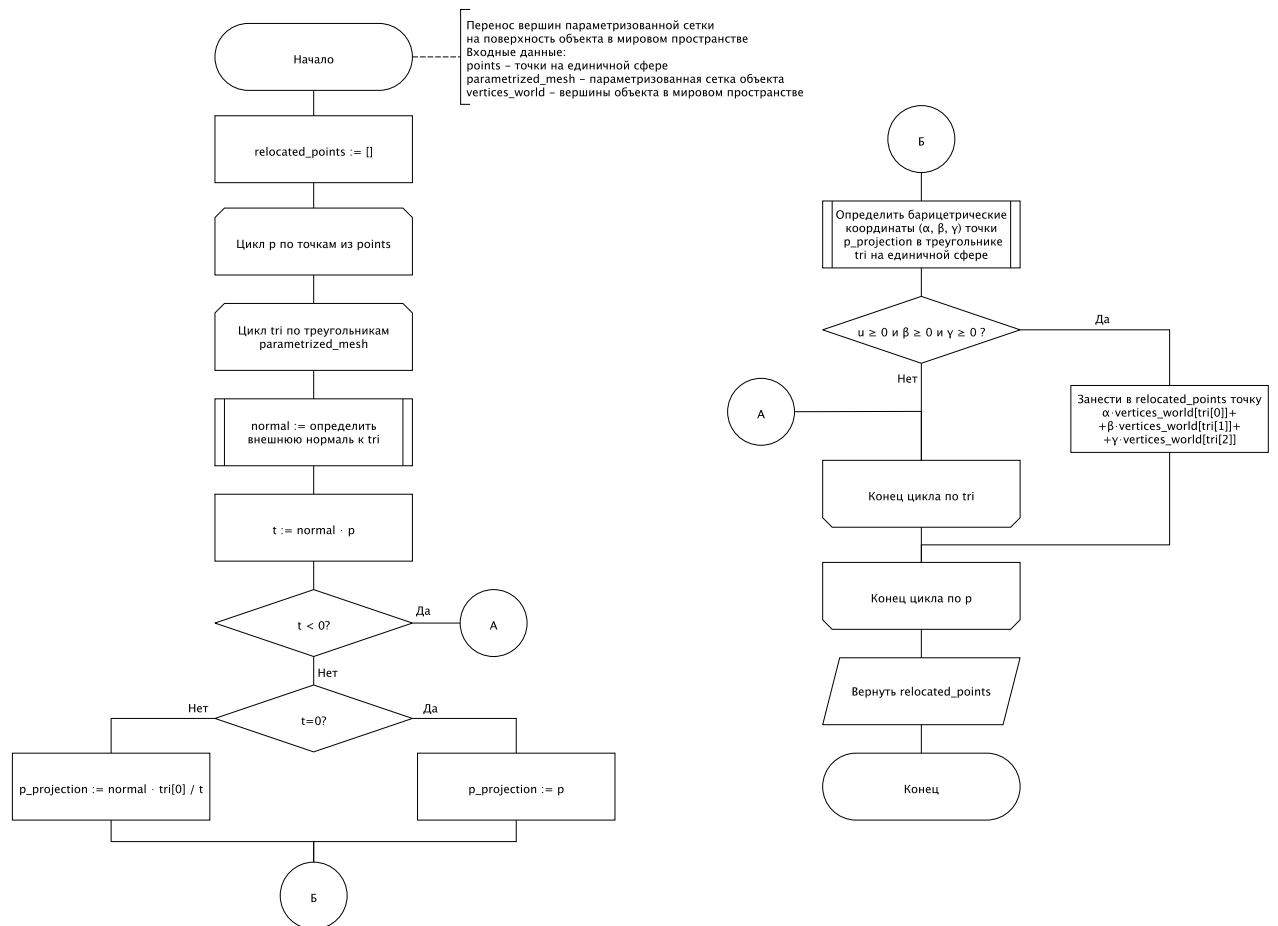 Начало
Перенос вершин параметризованной сетки
на поверхность объекта в мировом пространстве
Входные данные:
points – точки на единичной сфере
parametrized_mesh – параметризованная сетка объекта
vertices_world – вершины объекта в мировом пространстве
relocated_points := []
Цикл p по точкам из points
Цикл tri по треугольникам
parametrized_mesh
normal := определить
внешнюю нормаль к tri
t := normal · p
t < 0?
Да
А
Нет
t=0?
Нет
Да
p_projection := normal · tri[0] / t
p_projection := p
Б
Б
Определить барицетрические
координаты (α, β, γ) точки
p_projection в треугольнике
tri на единичной сфере
u ≥ 0 и β ≥ 0 и γ ≥ 0 ?
Да
Нет
А
Занести в relocated_points точку
α·vertices_world[tri[0]]+
+β·vertices_world[tri[1]]+
+γ·vertices_world[tri[2]]
Конец цикла по tri
Конец цикла по p
Вернуть relocated_points
Конец